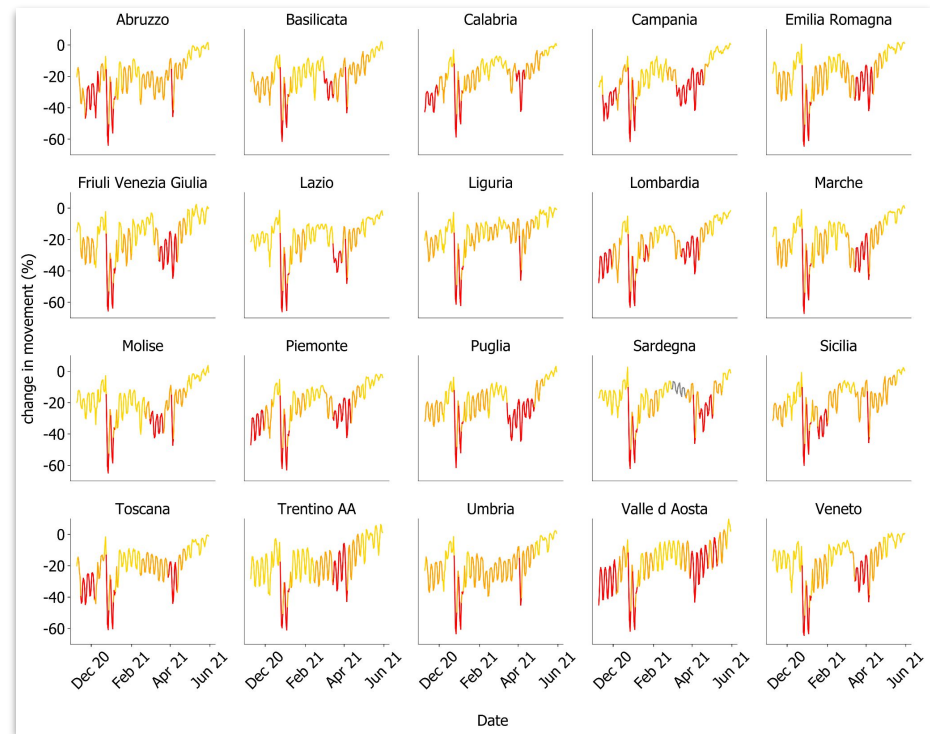 Abruzzo Basilicata Calabria Campania Emilia Romagna
0
-20
-40
-60
Friuli Venezia Giulia Lazio Liguria Lombardia Marche
0
-20
-40
-60
change in movement (%)
Molise Piemonte Puglia Sardegna Sicilia
0
-20
-40
-60
Toscana Trentino AA Umbria Valle d Aosta Veneto
0
-20
-40
-60
Dec 20 Feb 21 Apr 21 Jun 21 Dec 20 Feb 21 Apr 21 Jun 21 Dec 20 Feb 21 Apr 21 Jun 21 Dec 20 Feb 21 Apr 21 Jun 21 Dec 20 Feb 21 Apr 21 Jun 21
Date